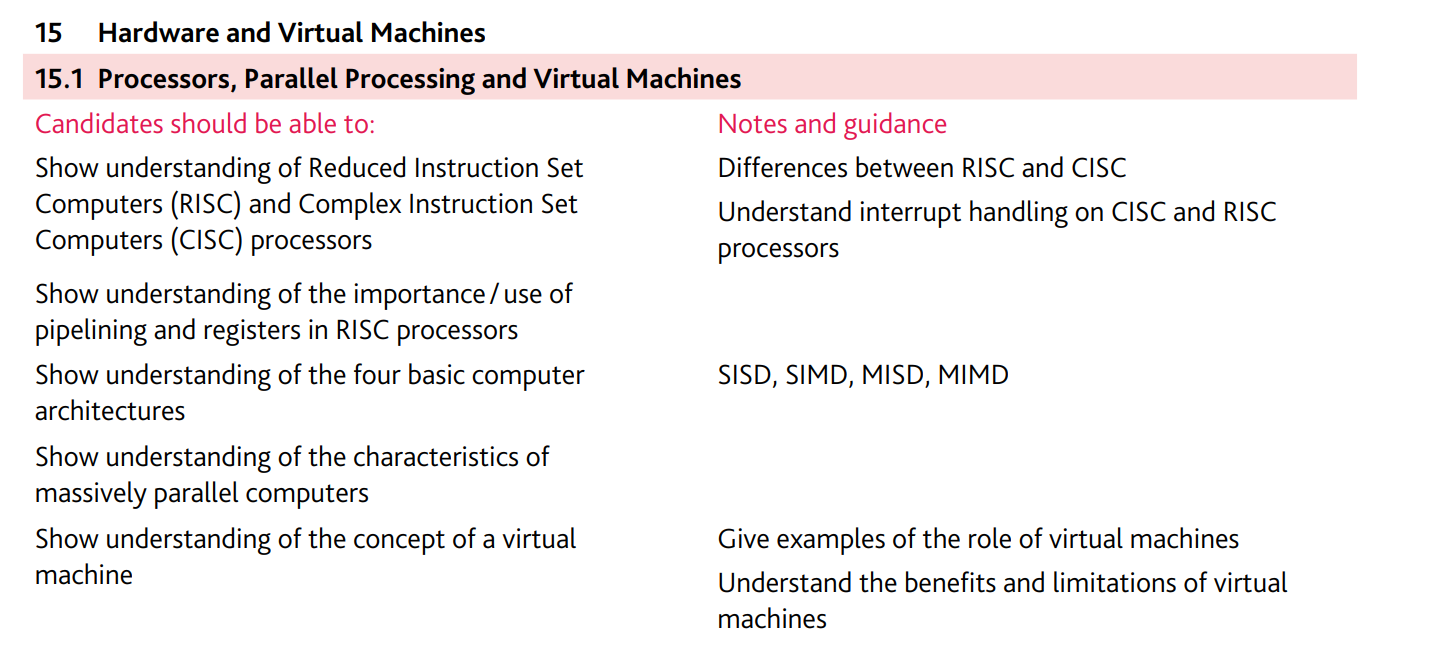 15 Hardware and Virtual Machines
15.1 Processors, Parallel Processing and Virtual Machines
Candidates should be able to: Notes and guidance
Show understanding of Reduced Instruction Set
Computers (RISC) and Complex Instruction Set
Computers (CISC) processors
Differences between RISC and CISC
Understand interrupt handling on CISC and RISC
processors
Show understanding of the importance / use of
pipelining and registers in RISC processors
Show understanding of the four basic computer
architectures
SISD, SIMD, MISD, MIMD
Show understanding of the characteristics of
massively parallel computers
Show understanding of the concept of a virtual
machine
Give examples of the role of virtual machines
Understand the benefits and limitations of virtual
machines